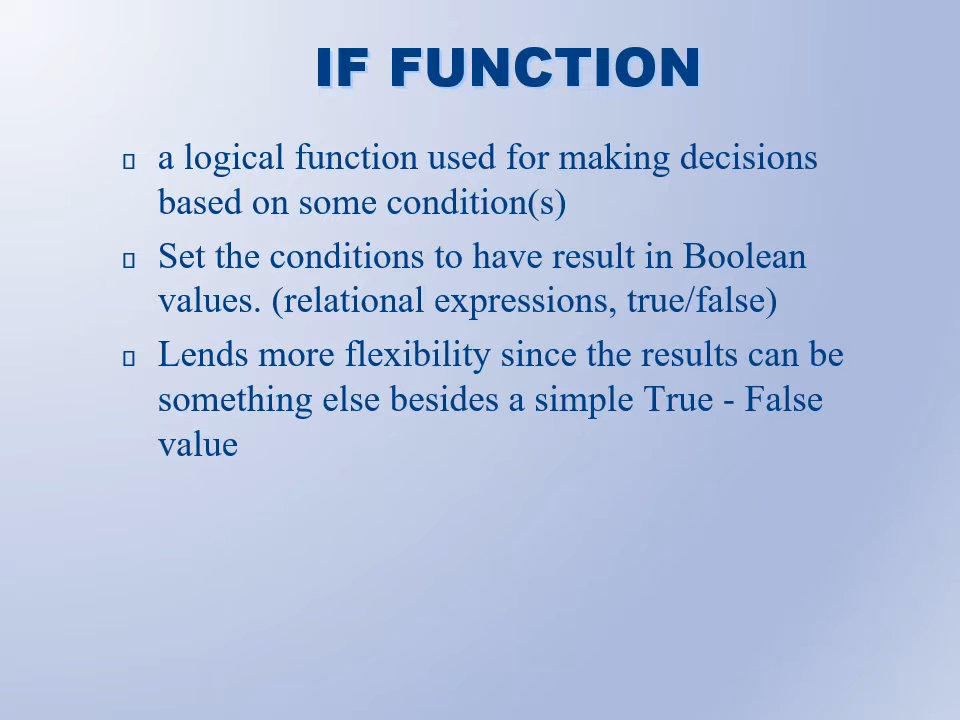 IF FUNCTION
a logical function used for making decisions
based on some condition(s)
Set the conditions to have result in Boolean
values. (relational expressions, true/false)
Lends more flexibility since the results can be
something else besides a simple True - False
value